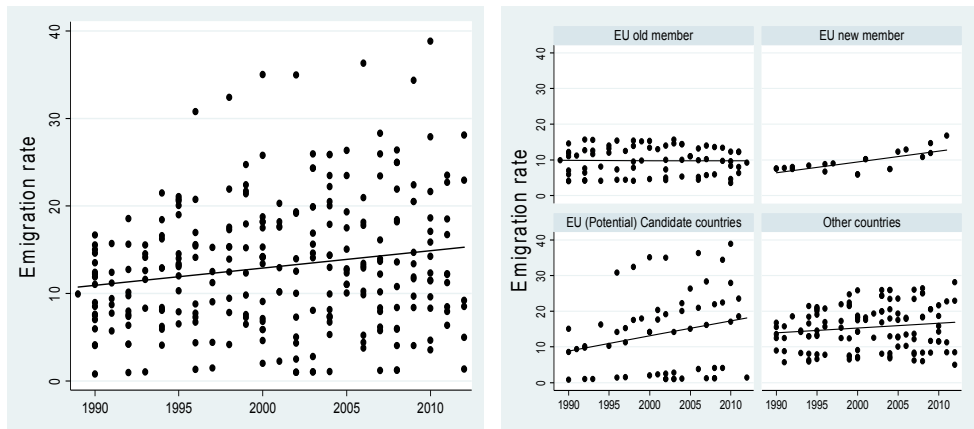 Emigration rate
40
30
20
10
0
1990 1995 2000 2005 2010
Emigration rate
EU old member EU new member
40
30
20
10
0
EU (Potential) Candidate countries Other countries
40
30
20
10
0
1990 1995 2000 2005 2010 1990 1995 2000 2005 2010